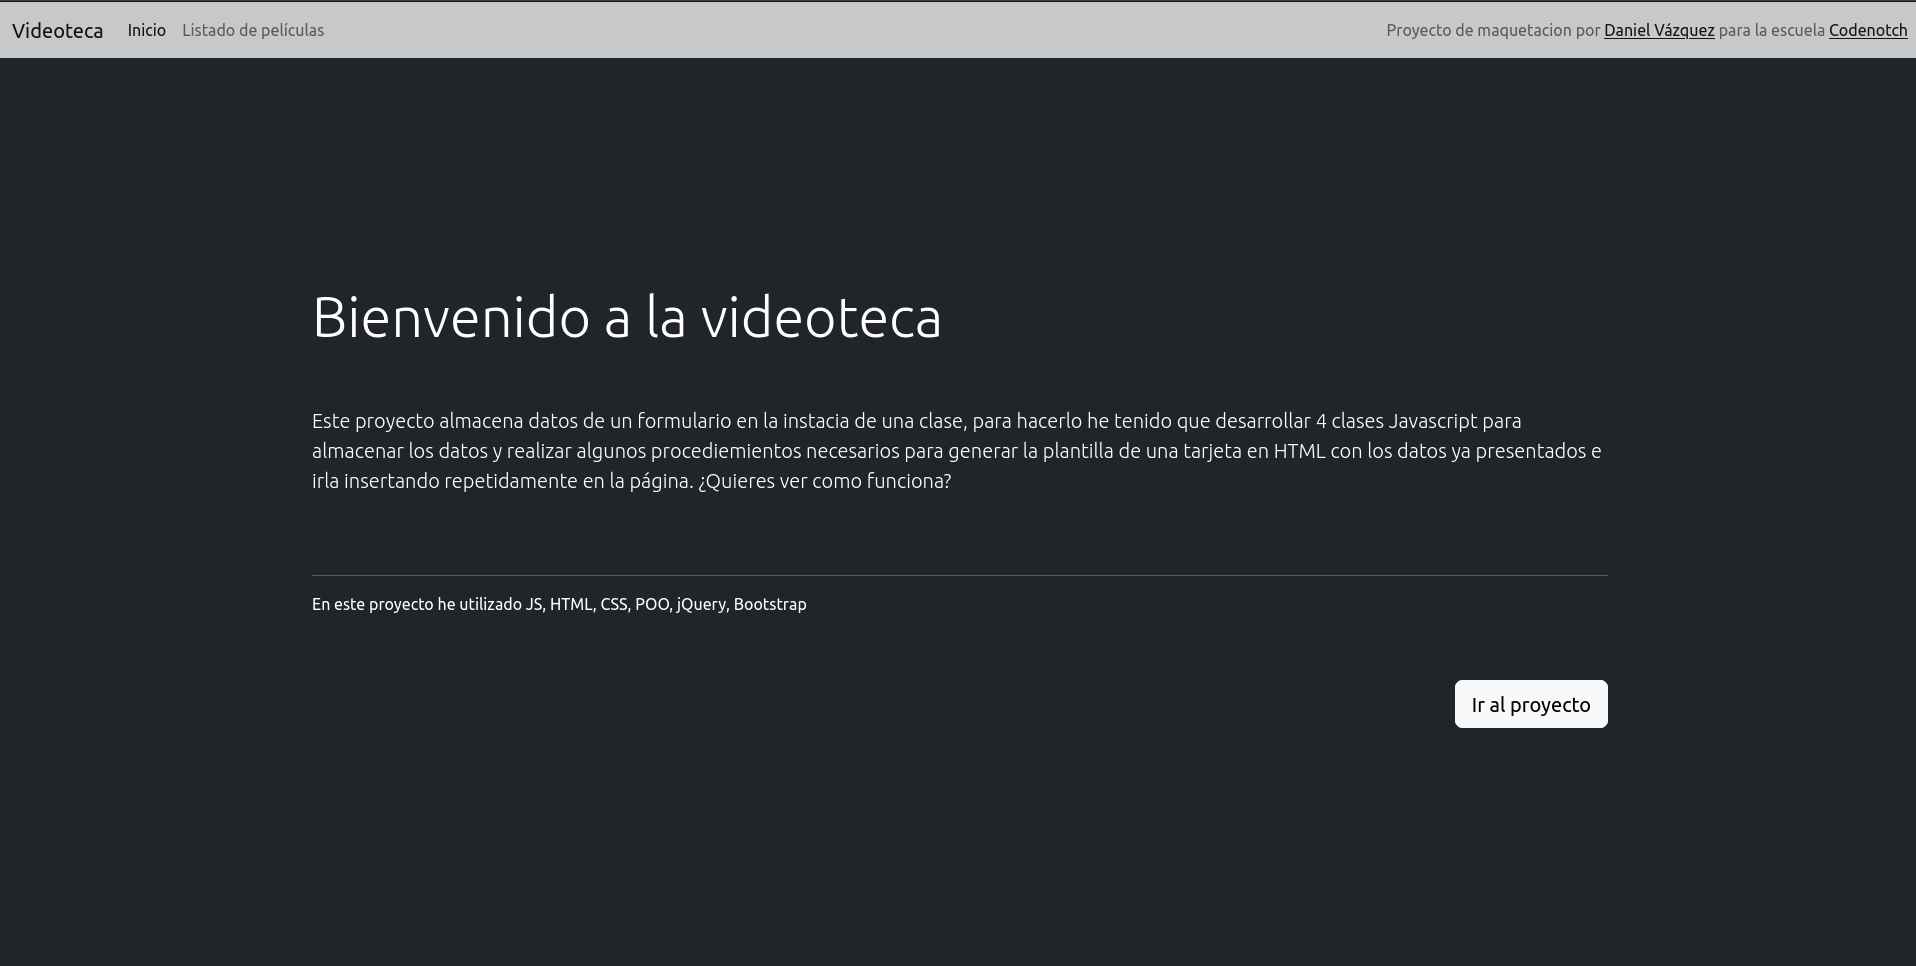 Videoteca Inicio Listado de películas Proyecto de maquetacion por Daniel Vázquez para la escuela Codenotch
Bienvenido a la videoteca
Este proyecto almacena datos de un formulario en la instacia de una clase, para hacerlo he tenido que desarrollar 4 clases Javascript para
almacenar los datos y realizar algunos procediemientos necesarios para generar la plantilla de una tarjeta en HTML con los datos ya presentados e
irla insertando repetidamente en la página. ¿Quieres ver como funciona?
En este proyecto he utilizado JS, HTML, CSS, POO, jQuery, Bootstrap
Ir al proyecto